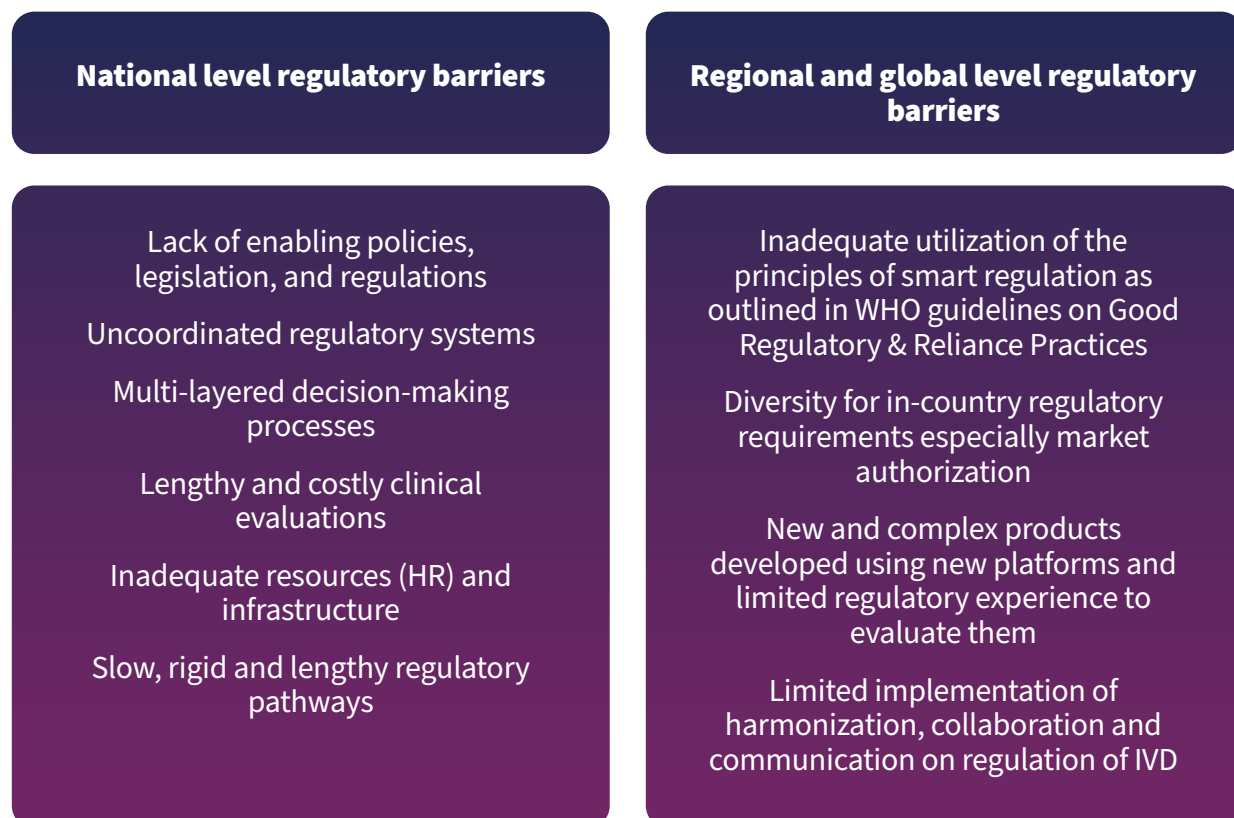 National level regulatory barriers
Lack of enabling policies,
legislation, and regulations
Uncoordinated regulatory systems
Multi-layered decision-making
processes
Lengthy and costly clinical
evaluations
Inadequate resources (HR) and
infrastructure
Slow, rigid and lengthy regulatory
pathways
Regional and global level regulatory
barriers
Inadequate utilization of the
principles of smart regulation as
outlined in WHO guidelines on Good
Regulatory & Reliance Practices
Diversity for in-country regulatory
requirements especially market
authorization
New and complex products
developed using new platforms and
limited regulatory experience to
evaluate them
Limited implementation of
harmonization, collaboration and
communication on regulation of IVD